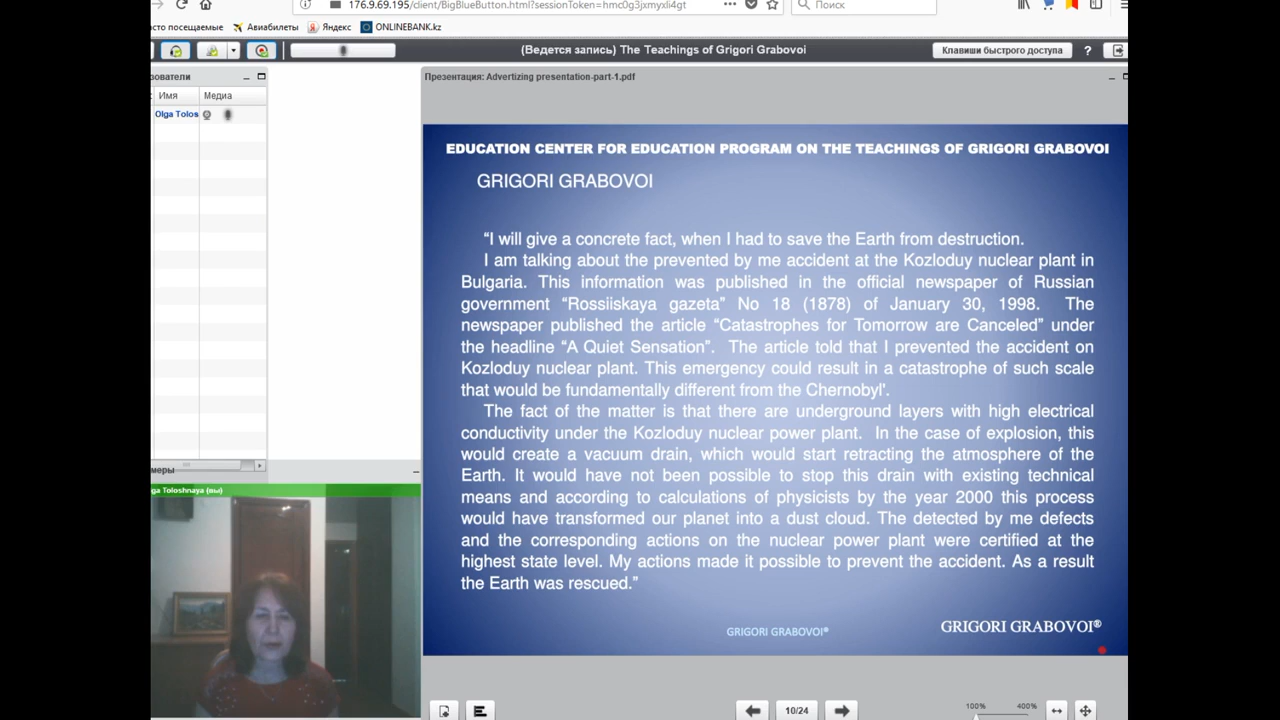 176.9.69.195/client/BigBlueButton.html?sessionToken=hmc0g3jxmyxli4gt
Поиск
сто посещаемые
Авиабилеты
Яндекс
ONLINEBANK.kz
(Ведется запись) The Teachings of Grigori Grabovoi
Клавиши быстрого доступа
?
зователи
Презентация: Advertizing presentation-part-1.pdf
Имя
Медиа
Olga Tolos
EDUCATION CENTER FOR EDUCATION PROGRAM ON THE TEACHINGS OF GRIGORI GRABOVOI
GRIGORI GRABOVOI
“I will give a concrete fact, when I had to save the Earth from destruction.
I am talking about the prevented by me accident at the Kozloduy nuclear plant in
Bulgaria. This information was published in the official newspaper of Russian
government “Rossiiskaya gazeta” No 18 (1878) of January 30, 1998. The
newspaper published the article “Catastrophes for Tomorrow are Canceled” under
the headline “A Quiet Sensation”. The article told that I prevented the accident on
Kozloduy nuclear plant. This emergency could result in a catastrophe of such scale
that would be fundamentally different from the Chernobyl'.
The fact of the matter is that there are underground layers with high electrical
conductivity under the Kozloduy nuclear power plant. In the case of explosion, this
would create a vacuum drain, which would start retracting the atmosphere of the
Earth. It would have not been possible to stop this drain with existing technical
means and according to calculations of physicists by the year 2000 this process
would have transformed our planet into a dust cloud. The detected by me defects
and the corresponding actions on the nuclear power plant were certified at the
highest state level. My actions made it possible to prevent the accident. As a result
the Earth was rescued.”
GRIGORI GRABOVOI®
GRIGORI GRABOVOI®
меры
ga Toloshnaya (вы)
10/24
100%
400%